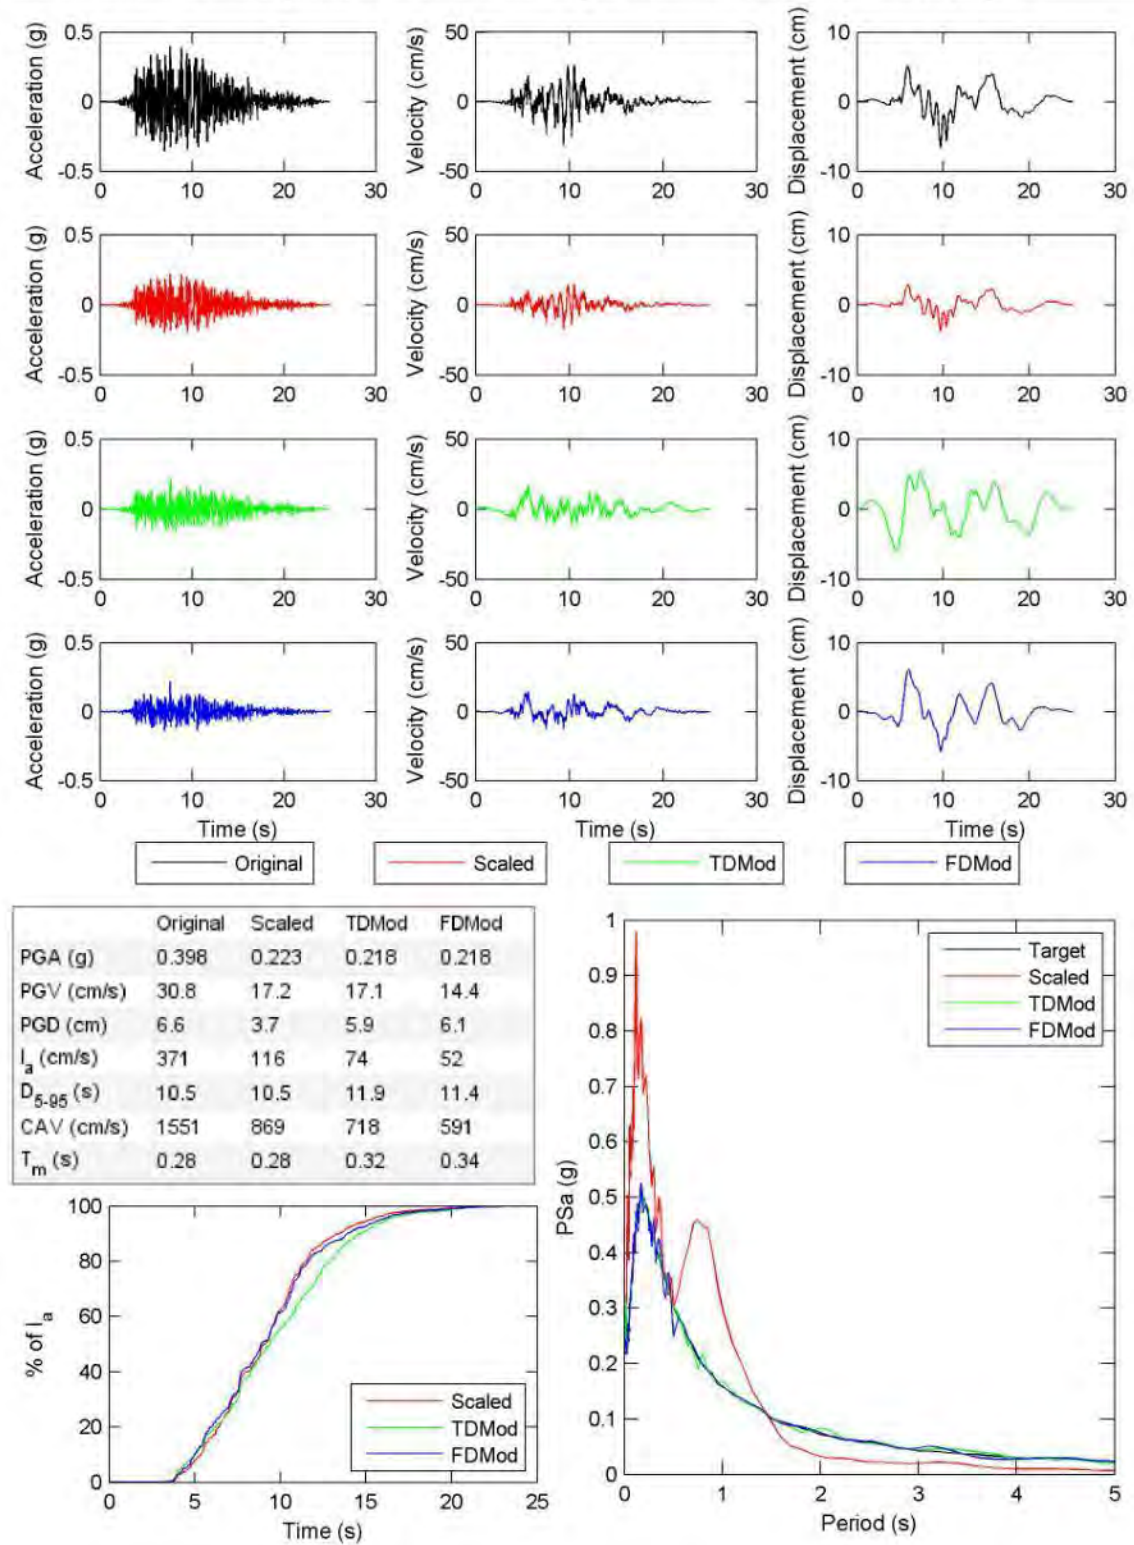 0.5
0
-0.5
0 10 20 30
Acceleration (g)
50
0
-50
0 10 20 30
Velocity (cm/s)
10
0
-10
0 10 20 30
Displacement (cm)
0.5
0
-0.5
0 10 20 30
Acceleration (g)
50
0
-50
0 10 20 30
Velocity (cm/s)
10
0
-10
0 10 20 30
Displacement (cm)
0.5
0
-0.5
0 10 20 30
Acceleration (g)
50
0
-50
0 10 20 30
Velocity (cm/s)
10
0
-10
0 10 20 30
Displacement (cm)
0.5
0
-0.5
0 10 20 30
Acceleration (g)
Time (s)
50
0
-50
0 10 20 30
Velocity (cm/s)
Time (s)
10
0
-10
0 10 20 30
Displacement (cm)
Time (s)
Original Scaled TDMod FDMod
Original Scaled TDMod FDMod
PGA (g) 0.398 0.223 0.218 0.218
PGV (cm/s) 30.8 17.2 17.1 14.4
PGD (cm) 6.6 3.7 5.9 6.1
Ia (cm/s) 371 116 74 52
D5-95 (s) 10.5 10.5 11.9 11.4
CAV (cm/s) 1551 869 718 591
Tm (s) 0.28 0.28 0.32 0.34
100
80
60
40
20
0
% of Ia
0 5 10 15 20 25
Time (s)
Scaled
TDMod
FDMod
1
0.9
0.8
0.7
0.6
0.5
0.4
0.3
0.2
0.1
0
PSa (g)
0 1 2 3 4 5
Period (s)
Target
Scaled
TDMod
FDMod